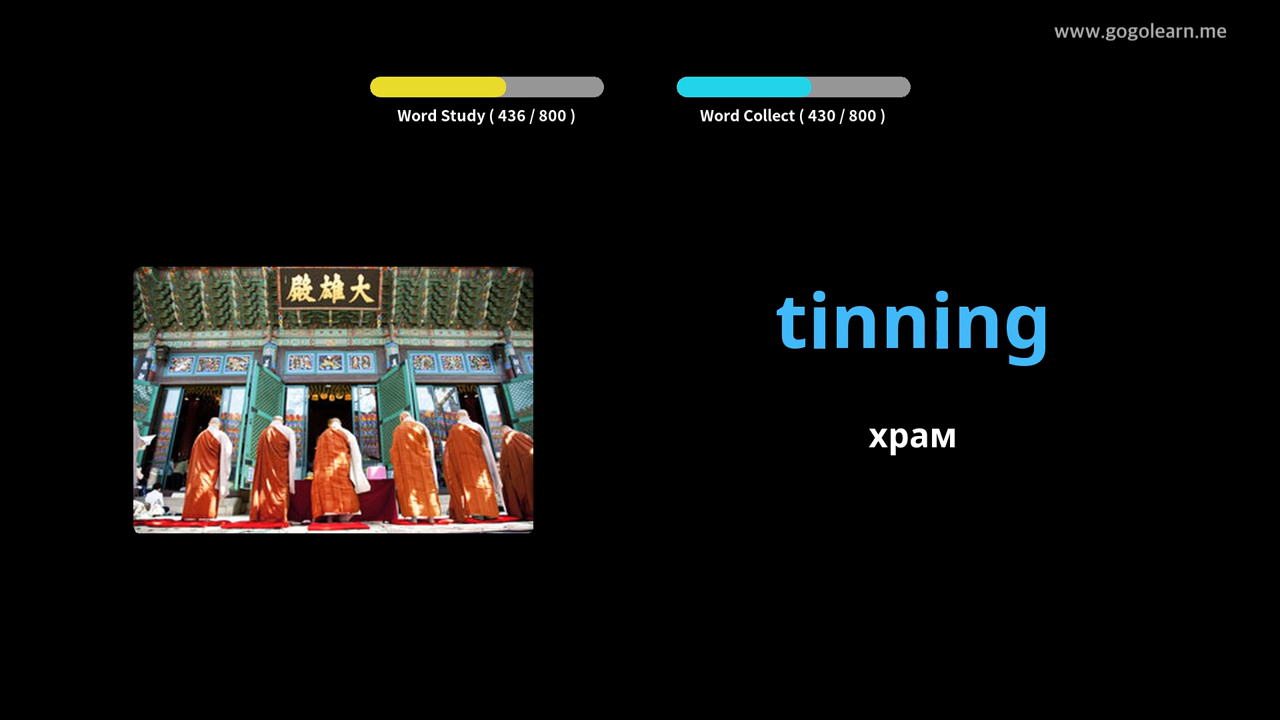 www.gogolearn.me
Word Study ( 436 / 800 )
Word Collect ( 430 / 800 )
殿雄大
tinning
храм